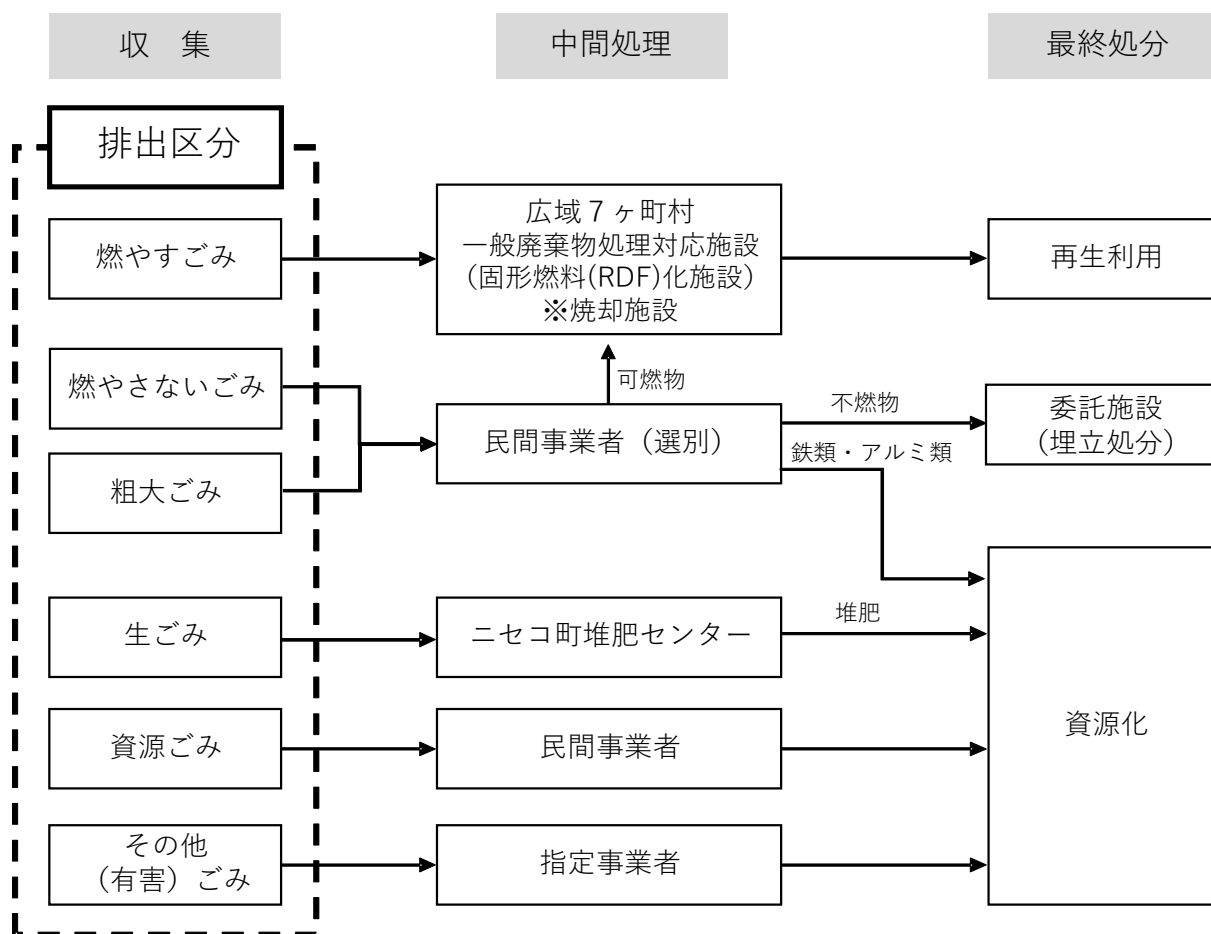 収 集
中間処理
最終処分
排出区分
燃やすごみ
広域7ヶ町村
一般廃棄物処理対応施設
(固形燃料(RDF)化施設)
※焼却施設
再生利用
燃やさないごみ
粗大ごみ
可燃物
民間事業者（選別）
不燃物
鉄類・アルミ類
委託施設
(埋立処分)
生ごみ
ニセコ町堆肥センター
堆肥
資源化
資源ごみ
民間事業者
その他
（有害）ごみ
指定事業者